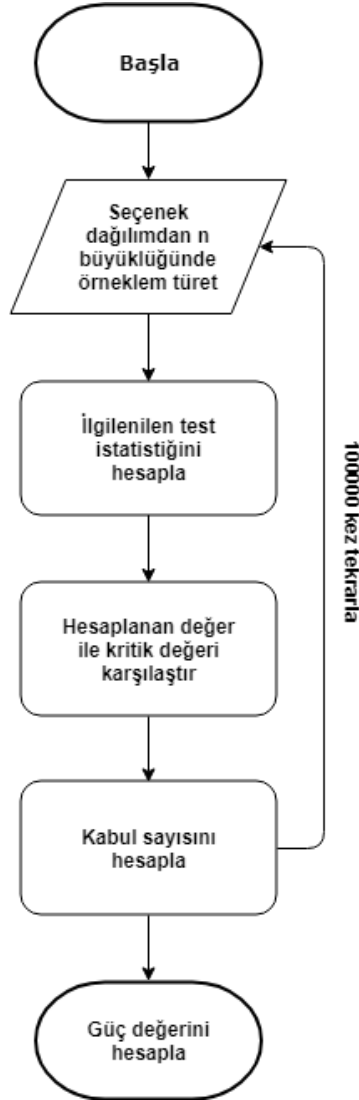 Başla
Seçenek
dağılımdan n
büyüklüğünde
örneklem türet
İlgilenilen test
istatistiğini
hesapla
100000 kez tekrarla
Hesaplanan değer
ile kritik değeri
karşılaştır
Kabul sayısını
hesapla
Güç değerini
hesapla